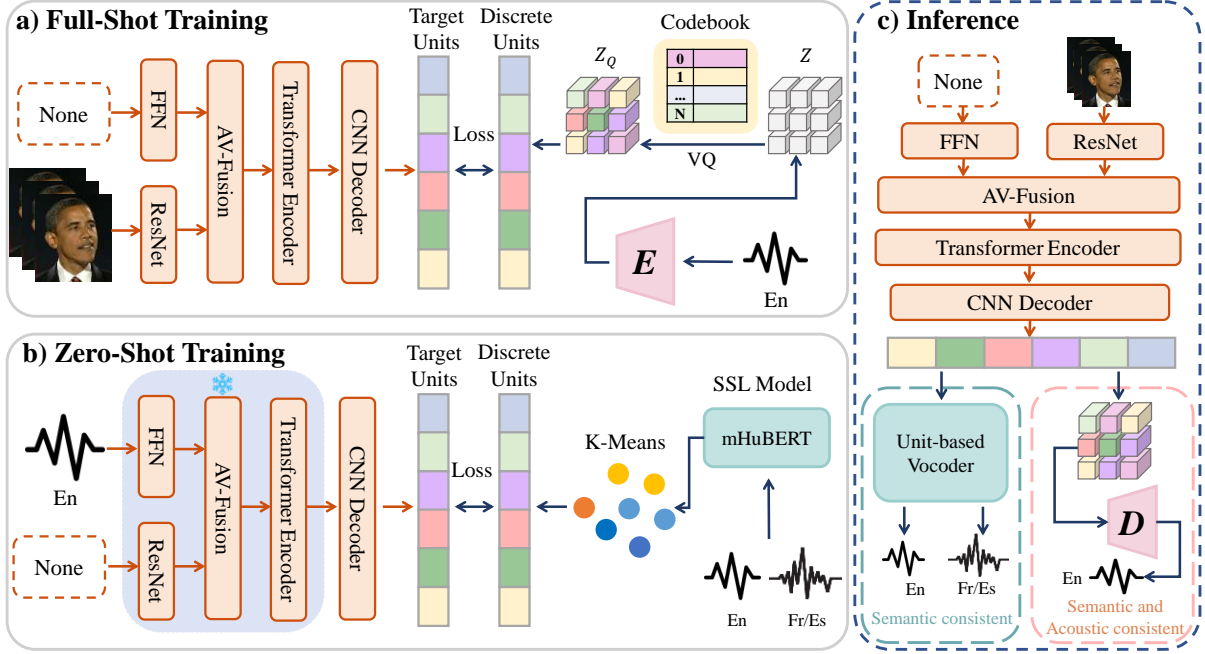 a) Full-Shot Training
None
FFN
ResNet
AV-Fusion
Transformer Encoder
CNN Decoder
Target
Units
Discrete
Units
Loss
Z_Q
Codebook
0
1
...
N
Z
VQ
E
En
b) Zero-Shot Training
En
None
FFN
ResNet
AV-Fusion
Transformer Encoder
CNN Decoder
Target
Units
Discrete
Units
Loss
K-Means
SSL Model
mHuBERT
En
Fr/Es
c) Inference
None
FFN
ResNet
AV-Fusion
Transformer Encoder
CNN Decoder
Unit-based
Vocoder
En
Fr/Es
Semantic consistent
D
En
Semantic and
Acoustic consistent